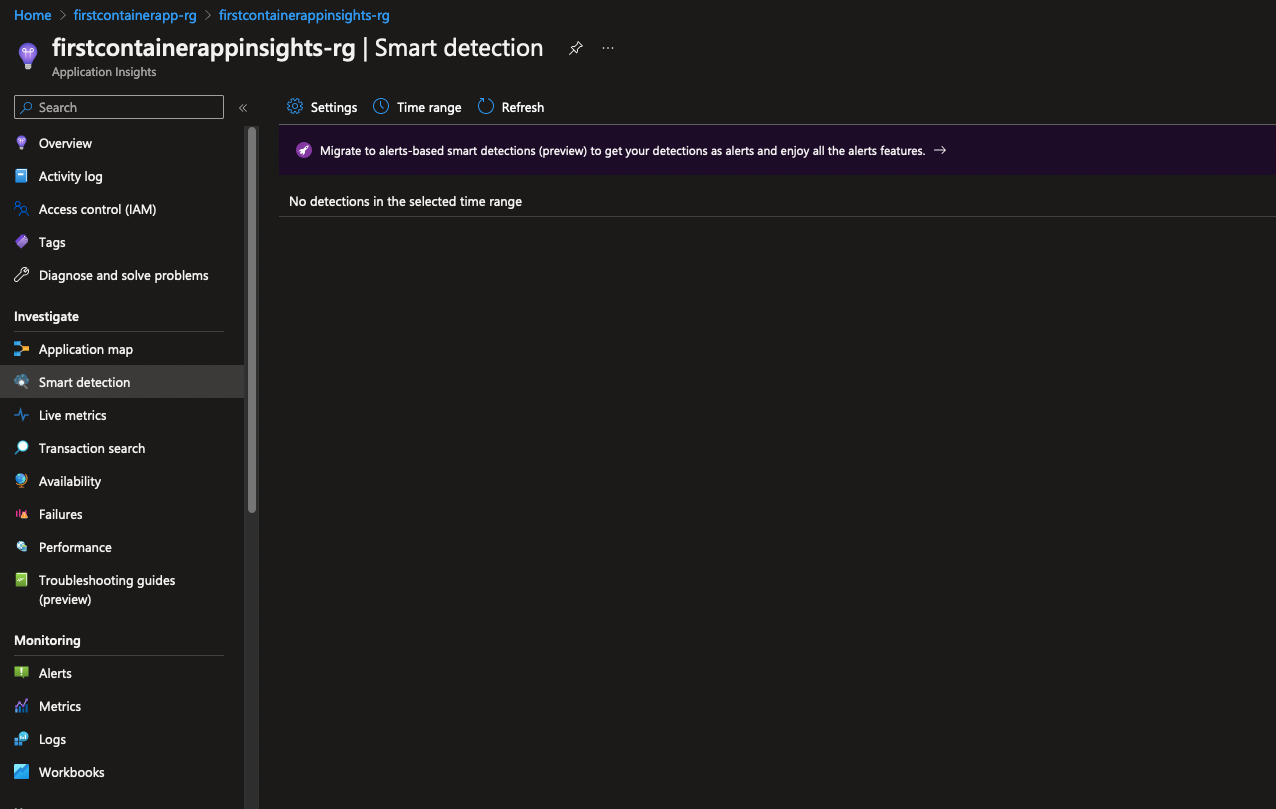 Home > firstcontainerapp-rg > firstcontainerappinsights-rg
firstcontainerappinsights-rg | Smart detection
Application Insights
Search
Settings Time range Refresh
Overview
Activity log
Access control (IAM)
Tags
Diagnose and solve problems
Investigate
Application map
Smart detection
Live metrics
Transaction search
Availability
Failures
Performance
Troubleshooting guides
(preview)
Monitoring
Alerts
Metrics
Logs
Workbooks
Migrate to alerts-based smart detections (preview) to get your detections as alerts and enjoy all the alerts features. →
No detections in the selected time range